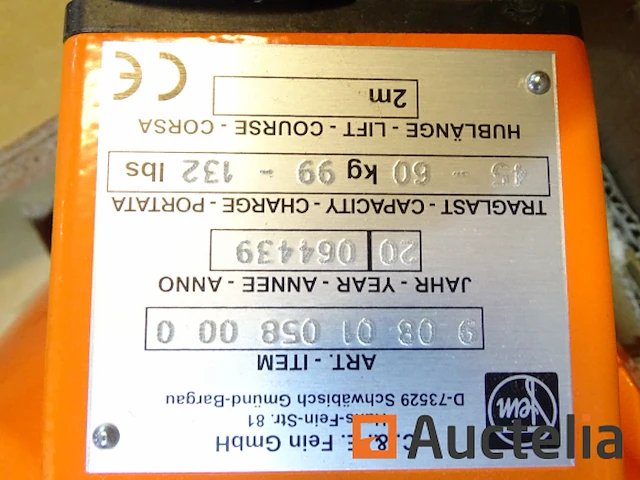 Fein
C. & E. Fein GmbH
Hans-Fein-Str. 81
D-73529 Schwäbisch Gmünd-Bargau
ART. - ITEM
9 08 01 058 00 0
JAHR - YEAR - ANNEE - ANNO
20 064439
TRAGLAST - CAPACITY - CHARGE - PORTATA
45 - 60 kg 99 - 132 lbs
HUBLÄNGE - LIFT - COURSE - CORSA
2m
CE
Auctelia